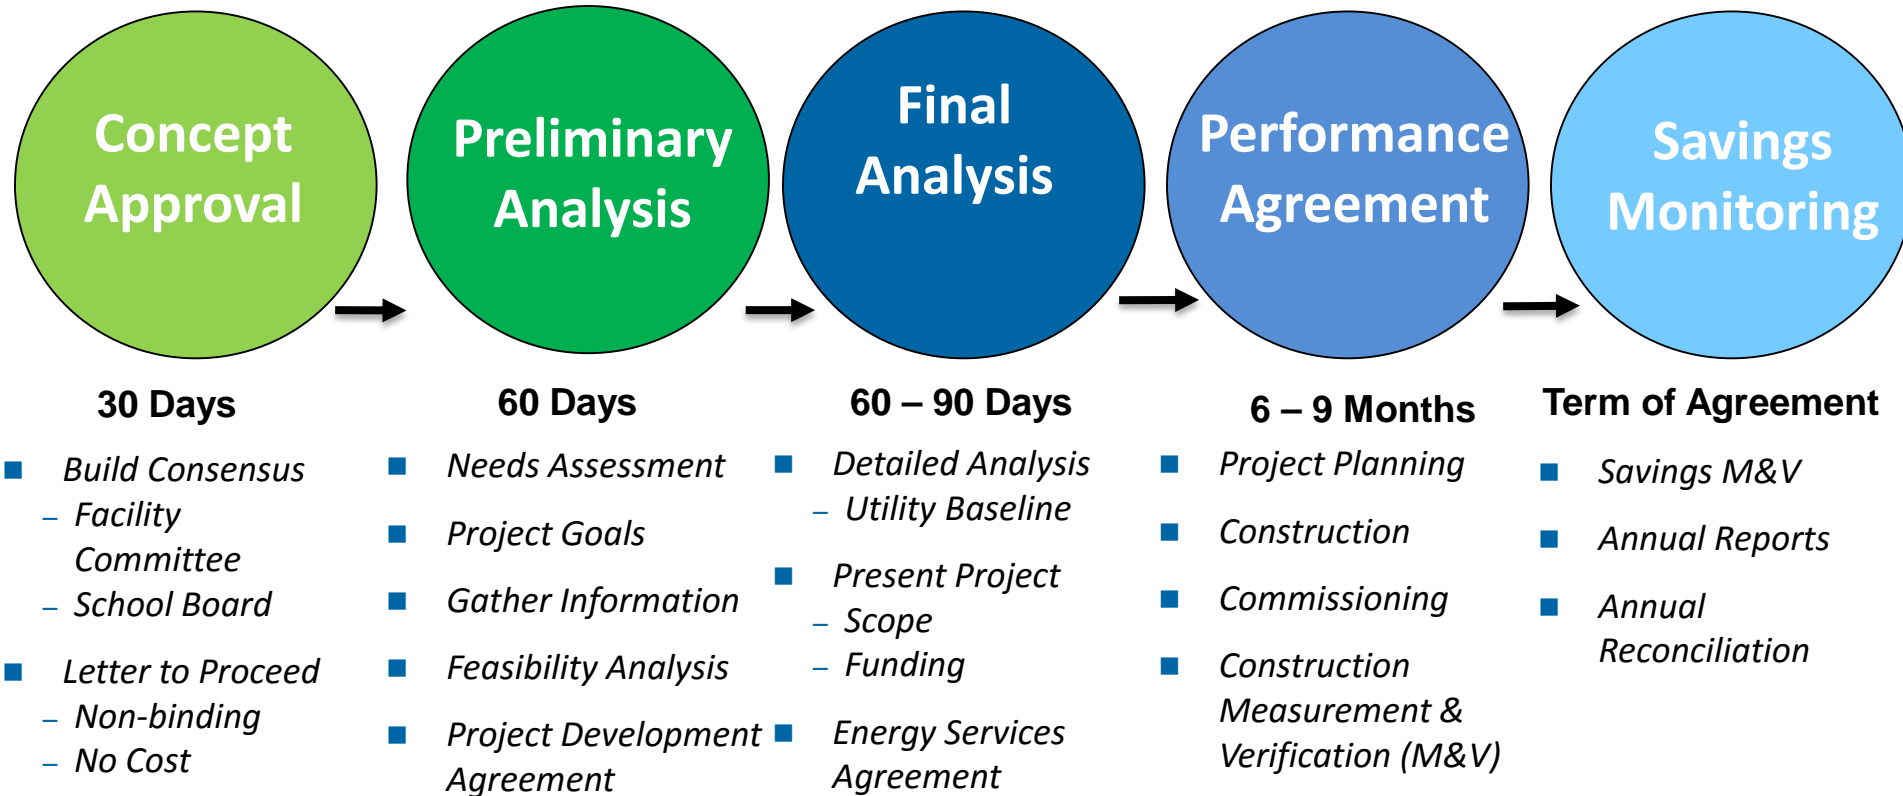 Concept
Approval
Preliminary
Analysis
Final
Analysis
Performance
Agreement
Savings
Monitoring
30 Days
Build Consensus
– Facility
Committee
– School Board
Letter to Proceed
– Non-binding
– No Cost
60 Days
Needs Assessment
Project Goals
Gather Information
Feasibility Analysis
Project Development
Agreement
60 – 90 Days
Detailed Analysis
– Utility Baseline
Present Project
– Scope
– Funding
Energy Services
Agreement
6 – 9 Months
Project Planning
Construction
Commissioning
Construction
Measurement &
Verification (M&V)
Term of Agreement
Savings M&V
Annual Reports
Annual
Reconciliation